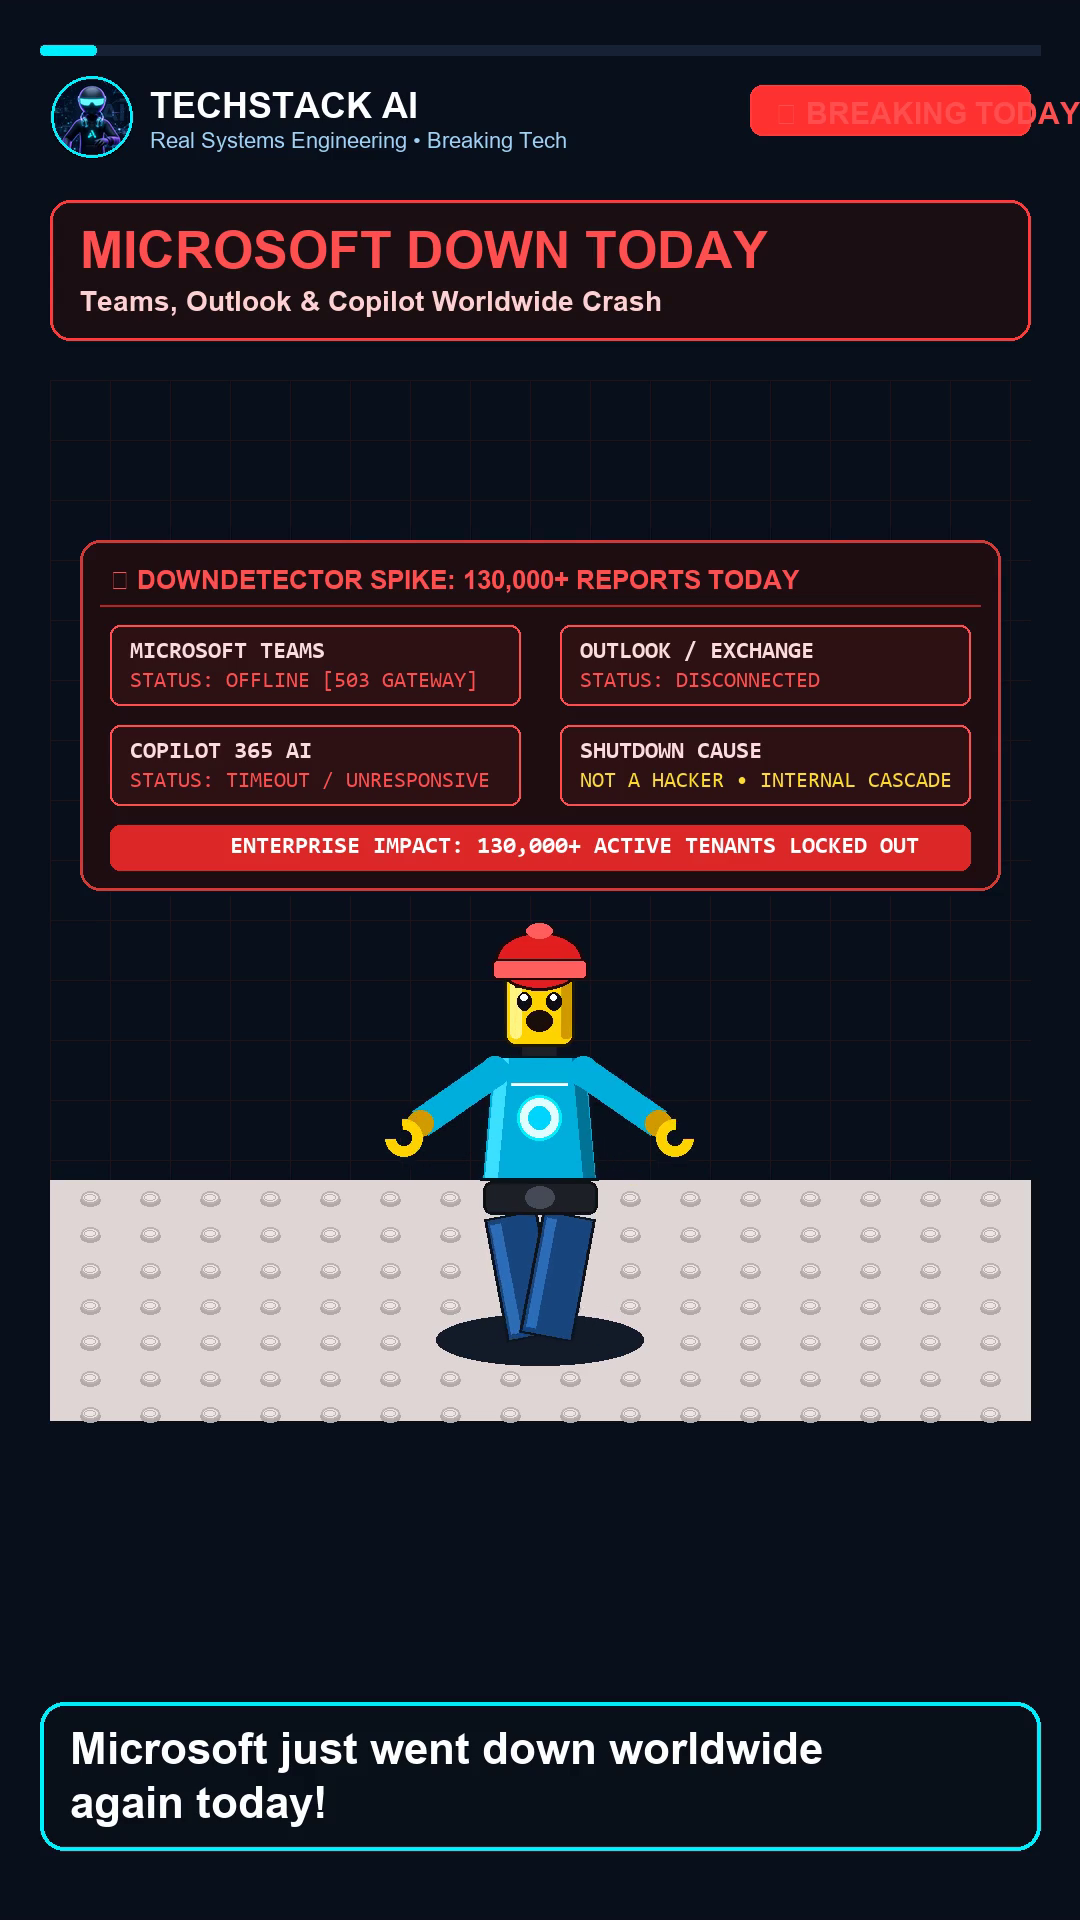 TECHSTACK AI
Real Systems Engineering • Breaking Tech
BREAKING TODAY
MICROSOFT DOWN TODAY
Teams, Outlook & Copilot Worldwide Crash
DOWNDETECTOR SPIKE: 130,000+ REPORTS TODAY
MICROSOFT TEAMS
STATUS: OFFLINE [503 GATEWAY]
OUTLOOK / EXCHANGE
STATUS: DISCONNECTED
COPILOT 365 AI
STATUS: TIMEOUT / UNRESPONSIVE
SHUTDOWN CAUSE
NOT A HACKER • INTERNAL CASCADE
ENTERPRISE IMPACT: 130,000+ ACTIVE TENANTS LOCKED OUT
Microsoft just went down worldwide
again today!